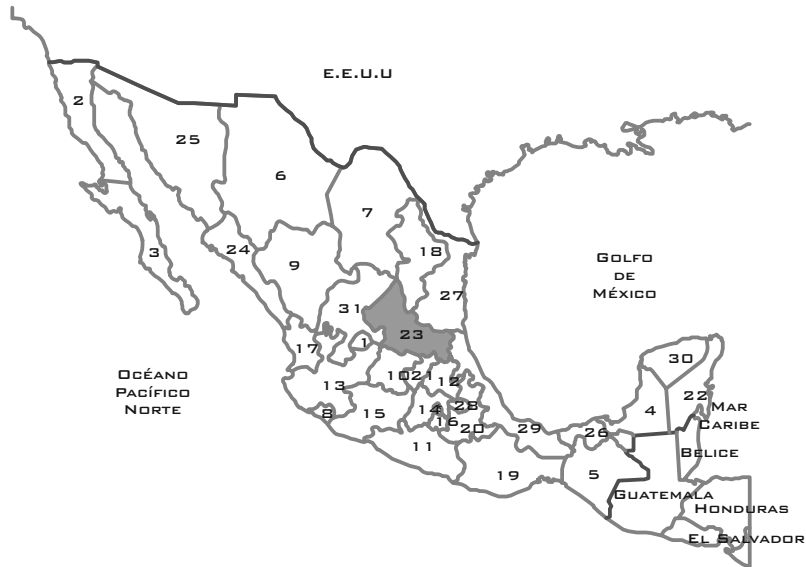 E.E.U.U
2
25
6
7
24
18
3
9
GOLFO
DE
MÉXICO
27
31
23
1
17
30
OCÉANO
PACÍFICO
NORTE
10
21
12
13
22
MAR
CARIBE
8
15
14
28
4
16
20
29
26
11
BELICE
19
5
GUATEMALA
HONDURAS
EL SALVADOR